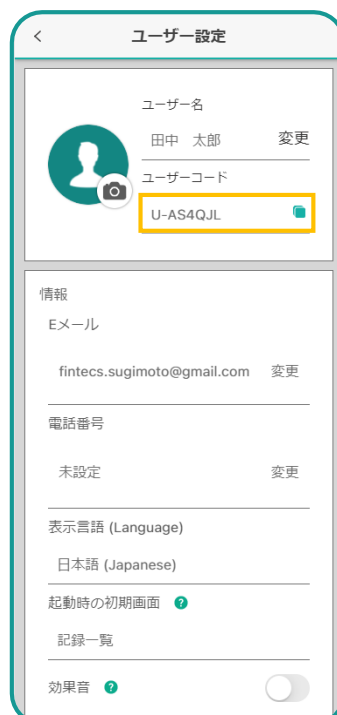 ユーザー設定
ユーザー名
田中 太郎 変更
ユーザーコード
U-AS4QJL
情報
Eメール
fintecs.sugimoto@gmail.com 変更
電話番号
未設定 変更
表示言語 (Language)
日本語 (Japanese)
起動時の初期画面 ?
記録一覧
効果音 ?